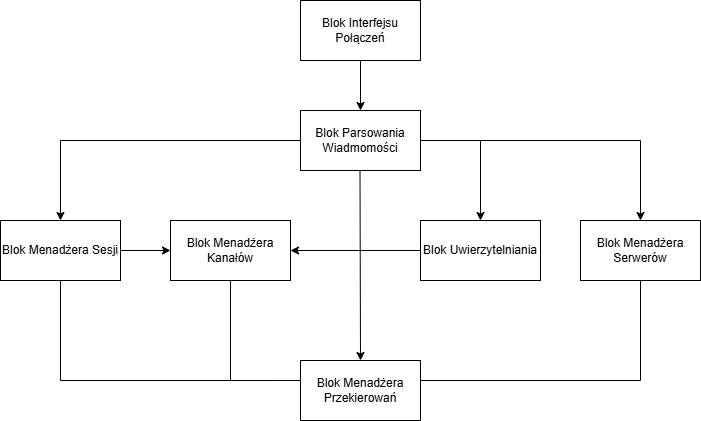 Blok Interfejsu
Połączeń
Blok Parsowania
Wiadmomości
Blok Menadżera Sesji
Blok Menadżera
Kanałów
Blok Uwierzytelniania
Blok Menadżera
Serwerów
Blok Menadżera
Przekierowań